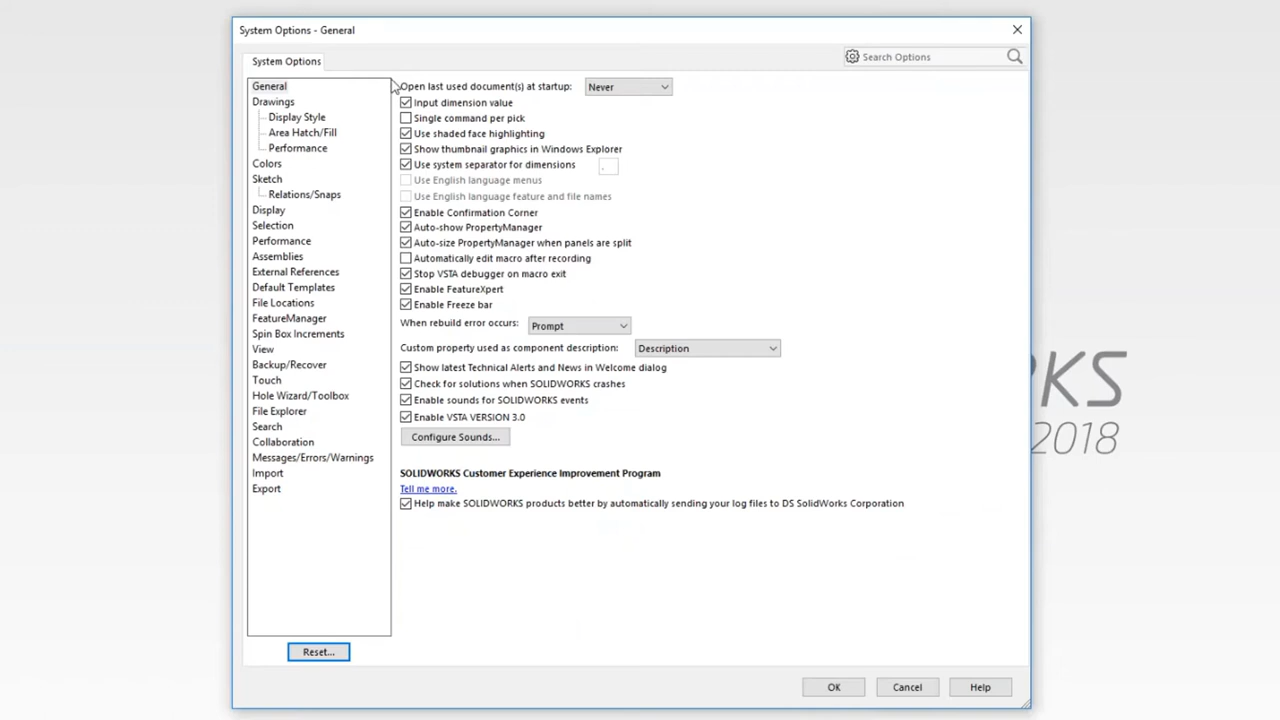 System Options - General
System Options
Search Options
General
Drawings
Display Style
Area Hatch/Fill
Performance
Colors
Sketch
Relations/Snaps
Display
Selection
Performance
Assemblies
External References
Default Templates
File Locations
FeatureManager
Spin Box Increments
View
Backup/Recover
Touch
Hole Wizard/Toolbox
File Explorer
Search
Collaboration
Messages/Errors/Warnings
Import
Export
Reset...
Open last used document(s) at startup: Never
Input dimension value
Single command per pick
Use shaded face highlighting
Show thumbnail graphics in Windows Explorer
Use system separator for dimensions .
Use English language menus
Use English language feature and file names
Enable Confirmation Corner
Auto-show PropertyManager
Auto-size PropertyManager when panels are split
Automatically edit macro after recording
Stop VSTA debugger on macro exit
Enable FeatureXpert
Enable Freeze bar
When rebuild error occurs: Prompt
Custom property used as component description: Description
Show latest Technical Alerts and News in Welcome dialog
Check for solutions when SOLIDWORKS crashes
Enable sounds for SOLIDWORKS events
Enable VSTA VERSION 3.0
Configure Sounds...
SOLIDWORKS Customer Experience Improvement Program
Tell me more.
Help make SOLIDWORKS products better by automatically sending your log files to DS SolidWorks Corporation
OK Cancel Help
KS
2018